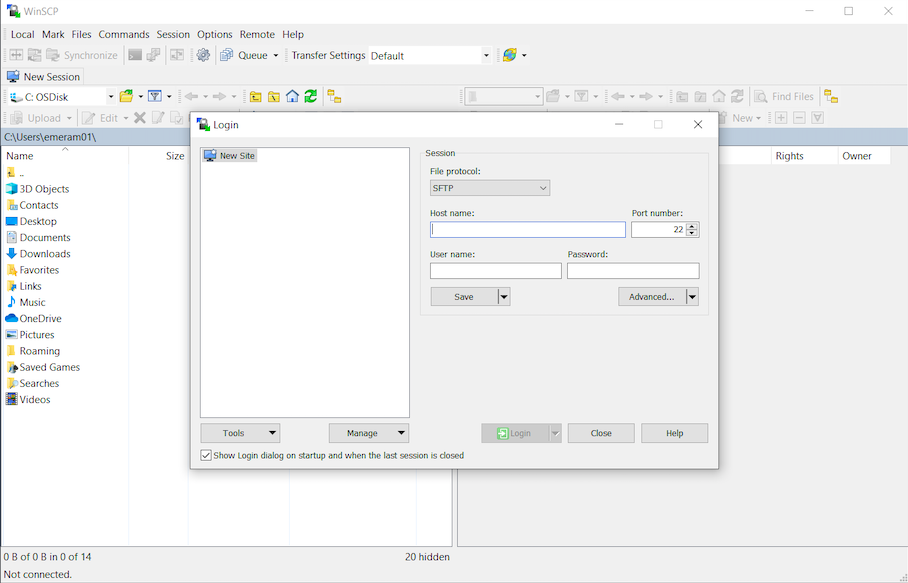 WinSCP
Local Mark Files Commands Session Options Remote Help
Synchronize Queue Transfer Settings Default
New Session
C: OSDisk Find Files
Upload Edit New
C:\Users\emeram01\
Name Size Rights Owner
..
3D Objects
Contacts
Desktop
Documents
Downloads
Favorites
Links
Music
OneDrive
Pictures
Roaming
Saved Games
Searches
Videos
Login
New Site
Session
File protocol:
SFTP
Host name: Port number:
22
User name: Password:
Save Advanced...
Tools Manage Login Close Help
Show Login dialog on startup and when the last session is closed
0 B of 0 B in 0 of 14 20 hidden
Not connected.